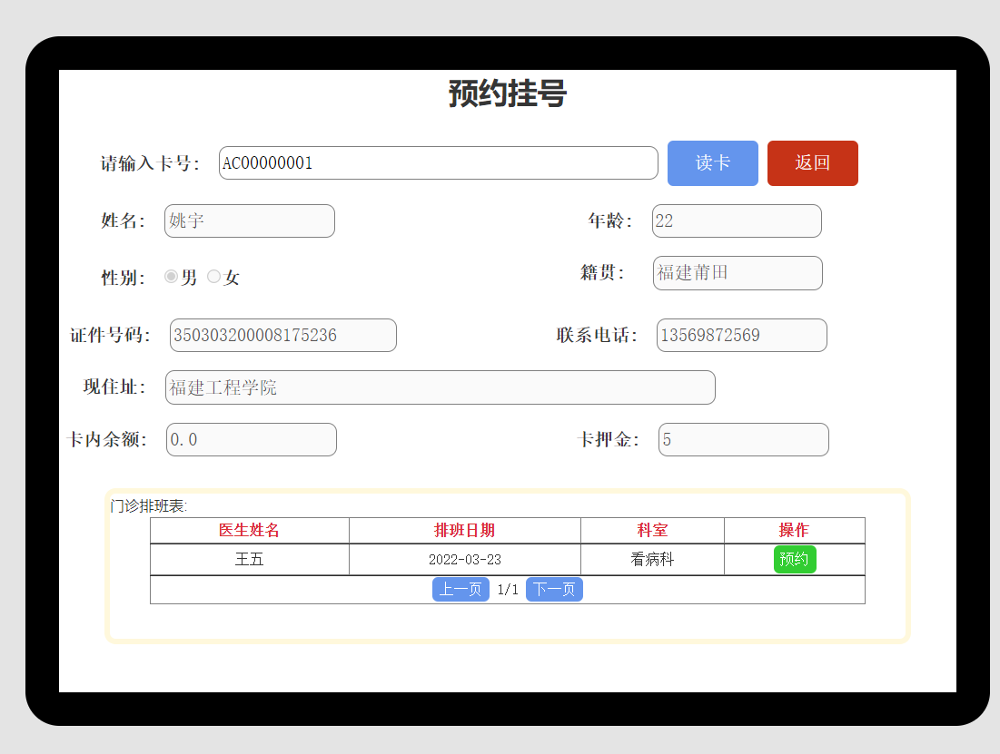 预约挂号
请输入卡号： AC00000001 读卡 返回
姓名： 姚宇 年龄： 22
性别： 男 女 籍贯： 福建莆田
证件号码： 350303200008175236 联系电话： 13569872569
现住址： 福建工程学院
卡内余额： 0.0 卡押金： 5
门诊排班表:
医生姓名 排班日期 科室 操作
王五 2022-03-23 看病科 预约
上一页 1/1 下一页